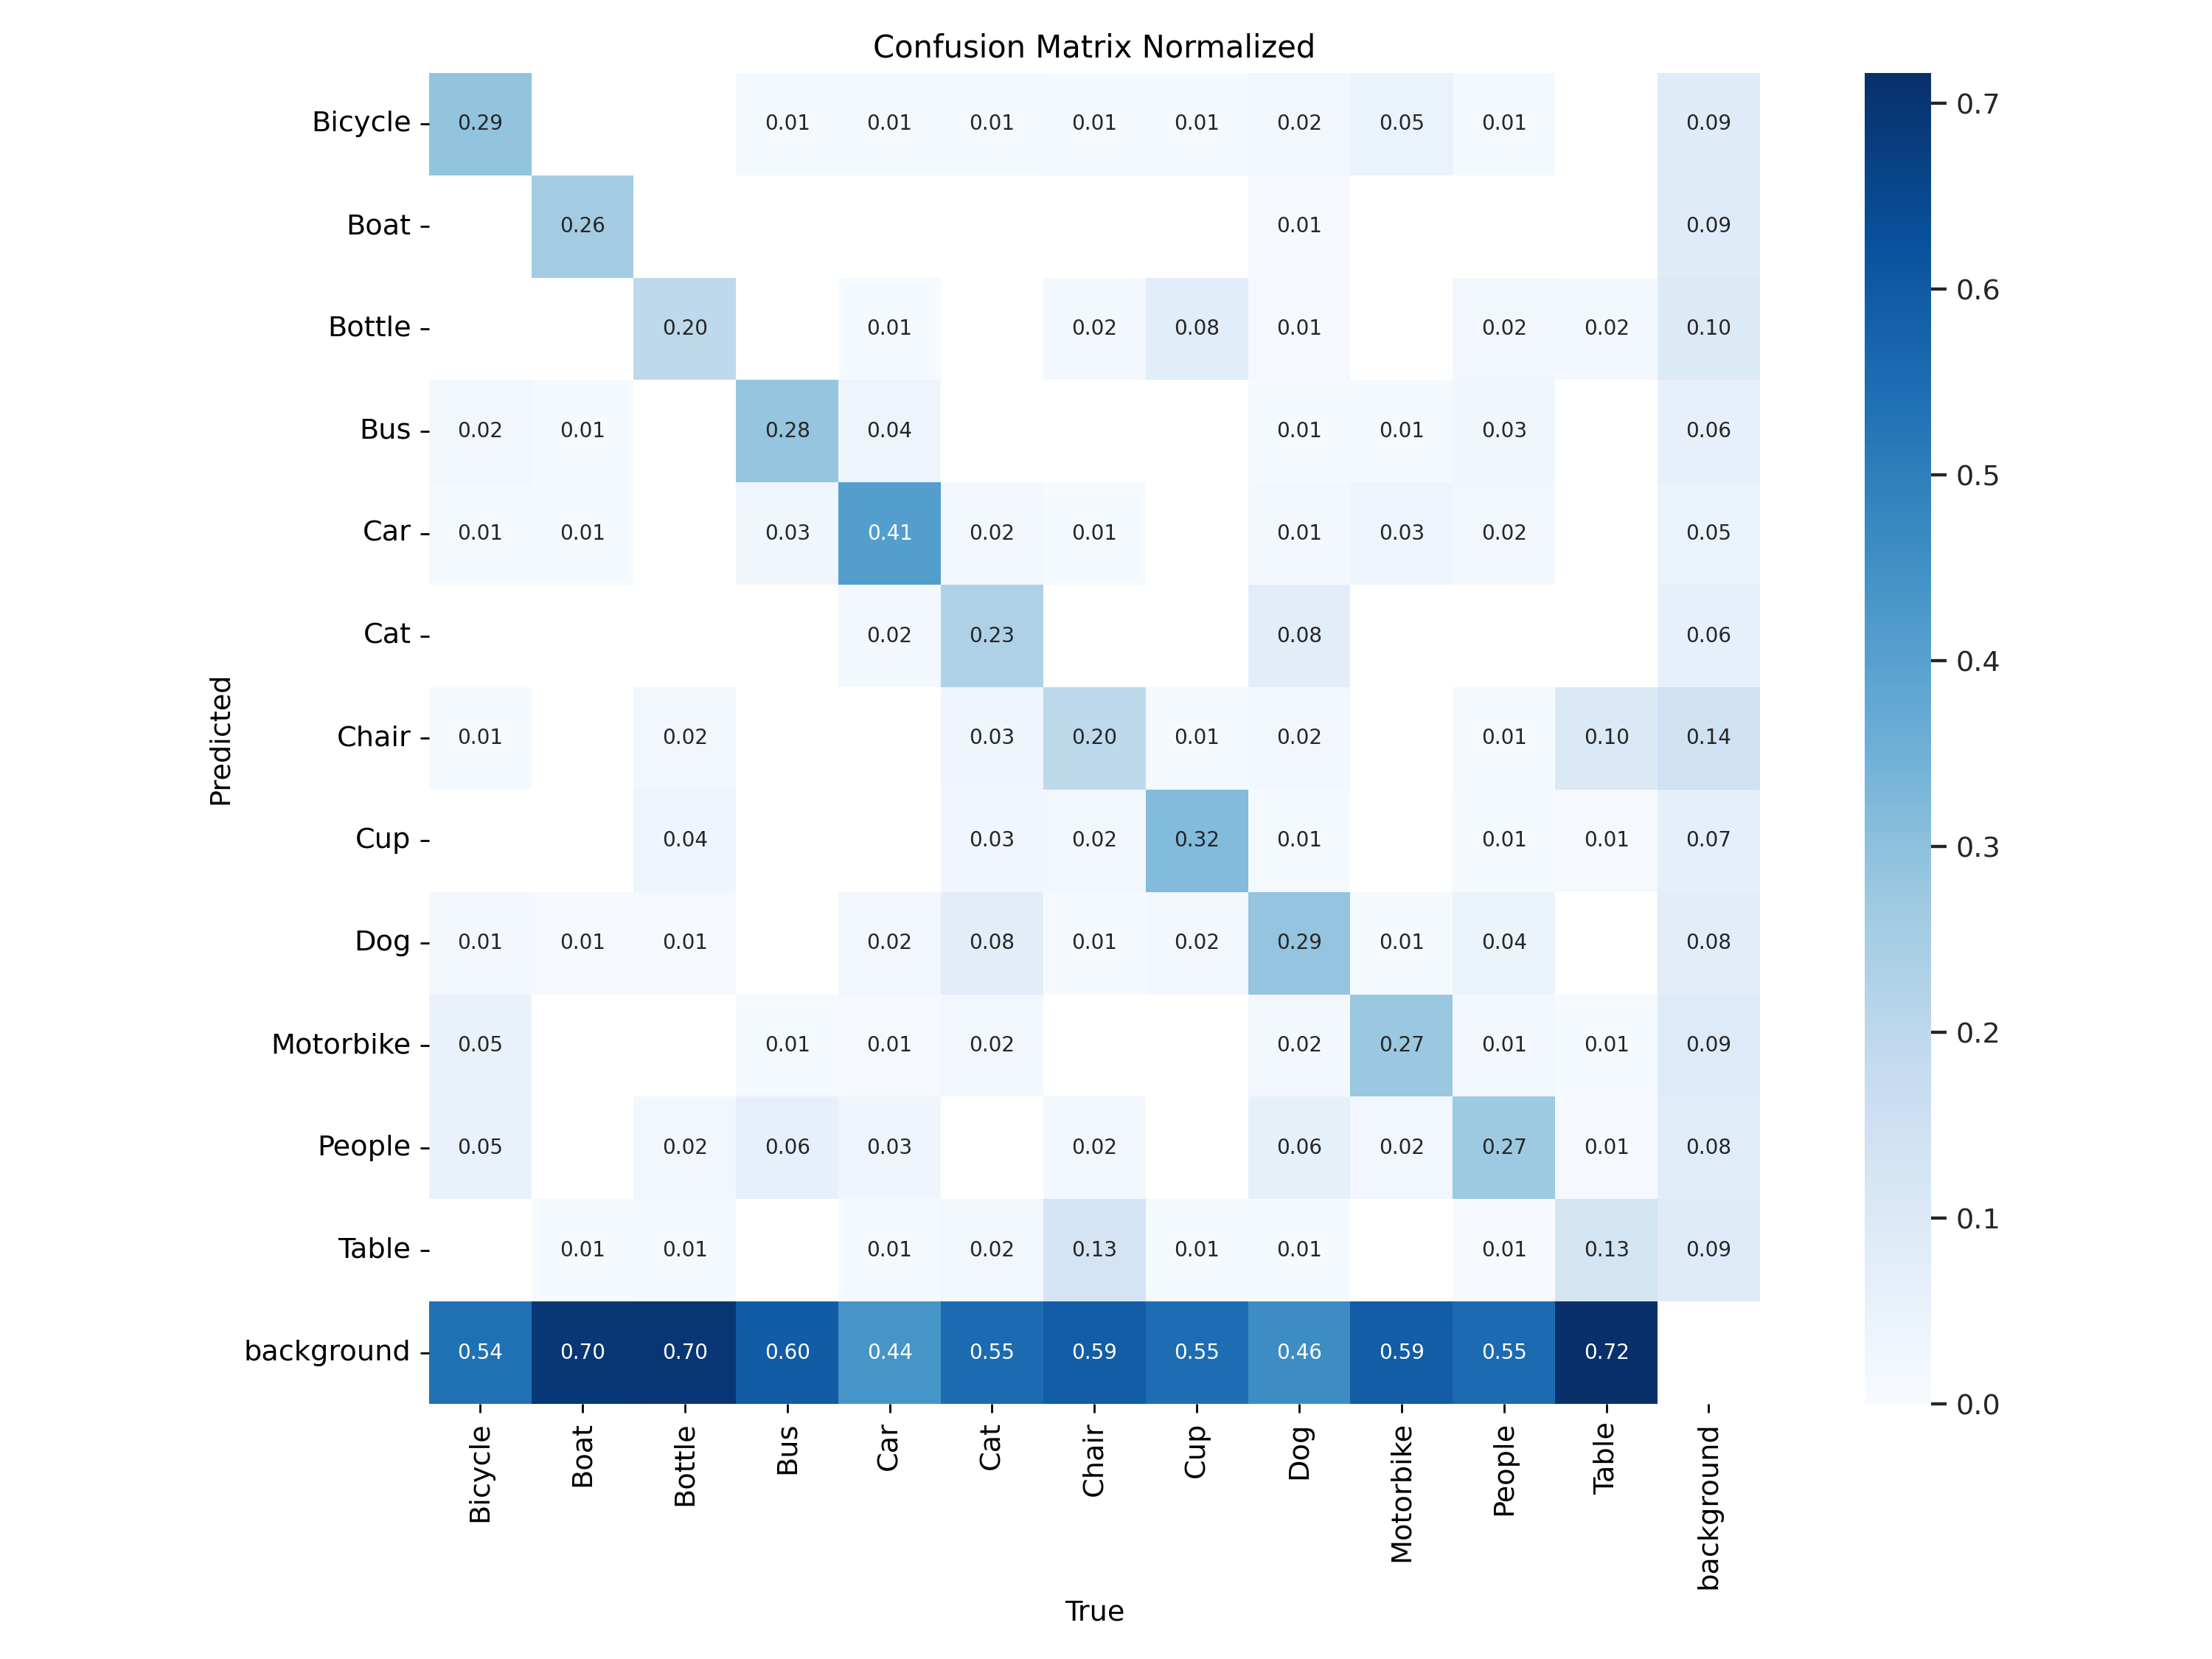 Confusion Matrix Normalized
Bicycle 0.29 0.01 0.01 0.01 0.01 0.01 0.02 0.05 0.01 0.09
Boat 0.26 0.01 0.09
Bottle 0.20 0.01 0.02 0.08 0.01 0.02 0.02 0.10
Bus 0.02 0.01 0.28 0.04 0.01 0.01 0.03 0.06
Car 0.01 0.01 0.03 0.41 0.02 0.01 0.01 0.03 0.02 0.05
Cat 0.02 0.23 0.08 0.06
Chair 0.01 0.02 0.03 0.20 0.01 0.02 0.01 0.10 0.14
Cup 0.04 0.03 0.02 0.32 0.01 0.01 0.01 0.07
Dog 0.01 0.01 0.01 0.02 0.08 0.01 0.02 0.29 0.01 0.04 0.08
Motorbike 0.05 0.01 0.01 0.02 0.02 0.27 0.01 0.01 0.09
People 0.05 0.02 0.06 0.03 0.02 0.06 0.02 0.27 0.01 0.08
Table 0.01 0.01 0.01 0.02 0.13 0.01 0.01 0.01 0.13 0.09
background 0.54 0.70 0.70 0.60 0.44 0.55 0.59 0.55 0.46 0.59 0.55 0.72
Bicycle Boat Bottle Bus Car Cat Chair Cup Dog Motorbike People Table background
True
Predicted
0.7
0.6
0.5
0.4
0.3
0.2
0.1
0.0